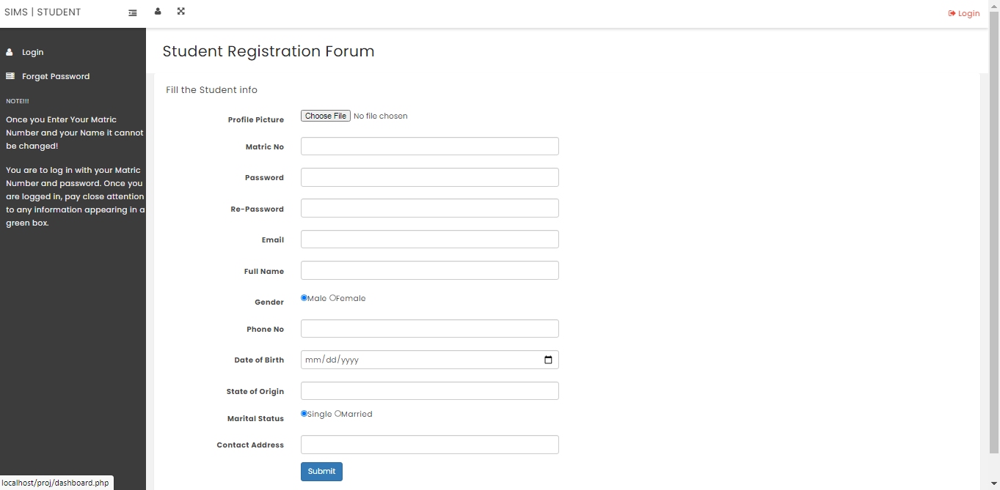 SIMS | STUDENT
Login
Login
Forget Password
NOTE!!!
Once you Enter Your Matric
Number and your Name it cannot
be changed!
You are to log in with your Matric
Number and password. Once you
are logged in, pay close attention
to any information appearing in a
green box.
Student Registration Forum
Fill the Student info
Profile Picture Choose File No file chosen
Matric No
Password
Re-Password
Email
Full Name
Gender Male Female
Phone No
Date of Birth mm/dd/yyyy
State of Origin
Marital Status Single Married
Contact Address
Submit
localhost/proj/dashboard.php